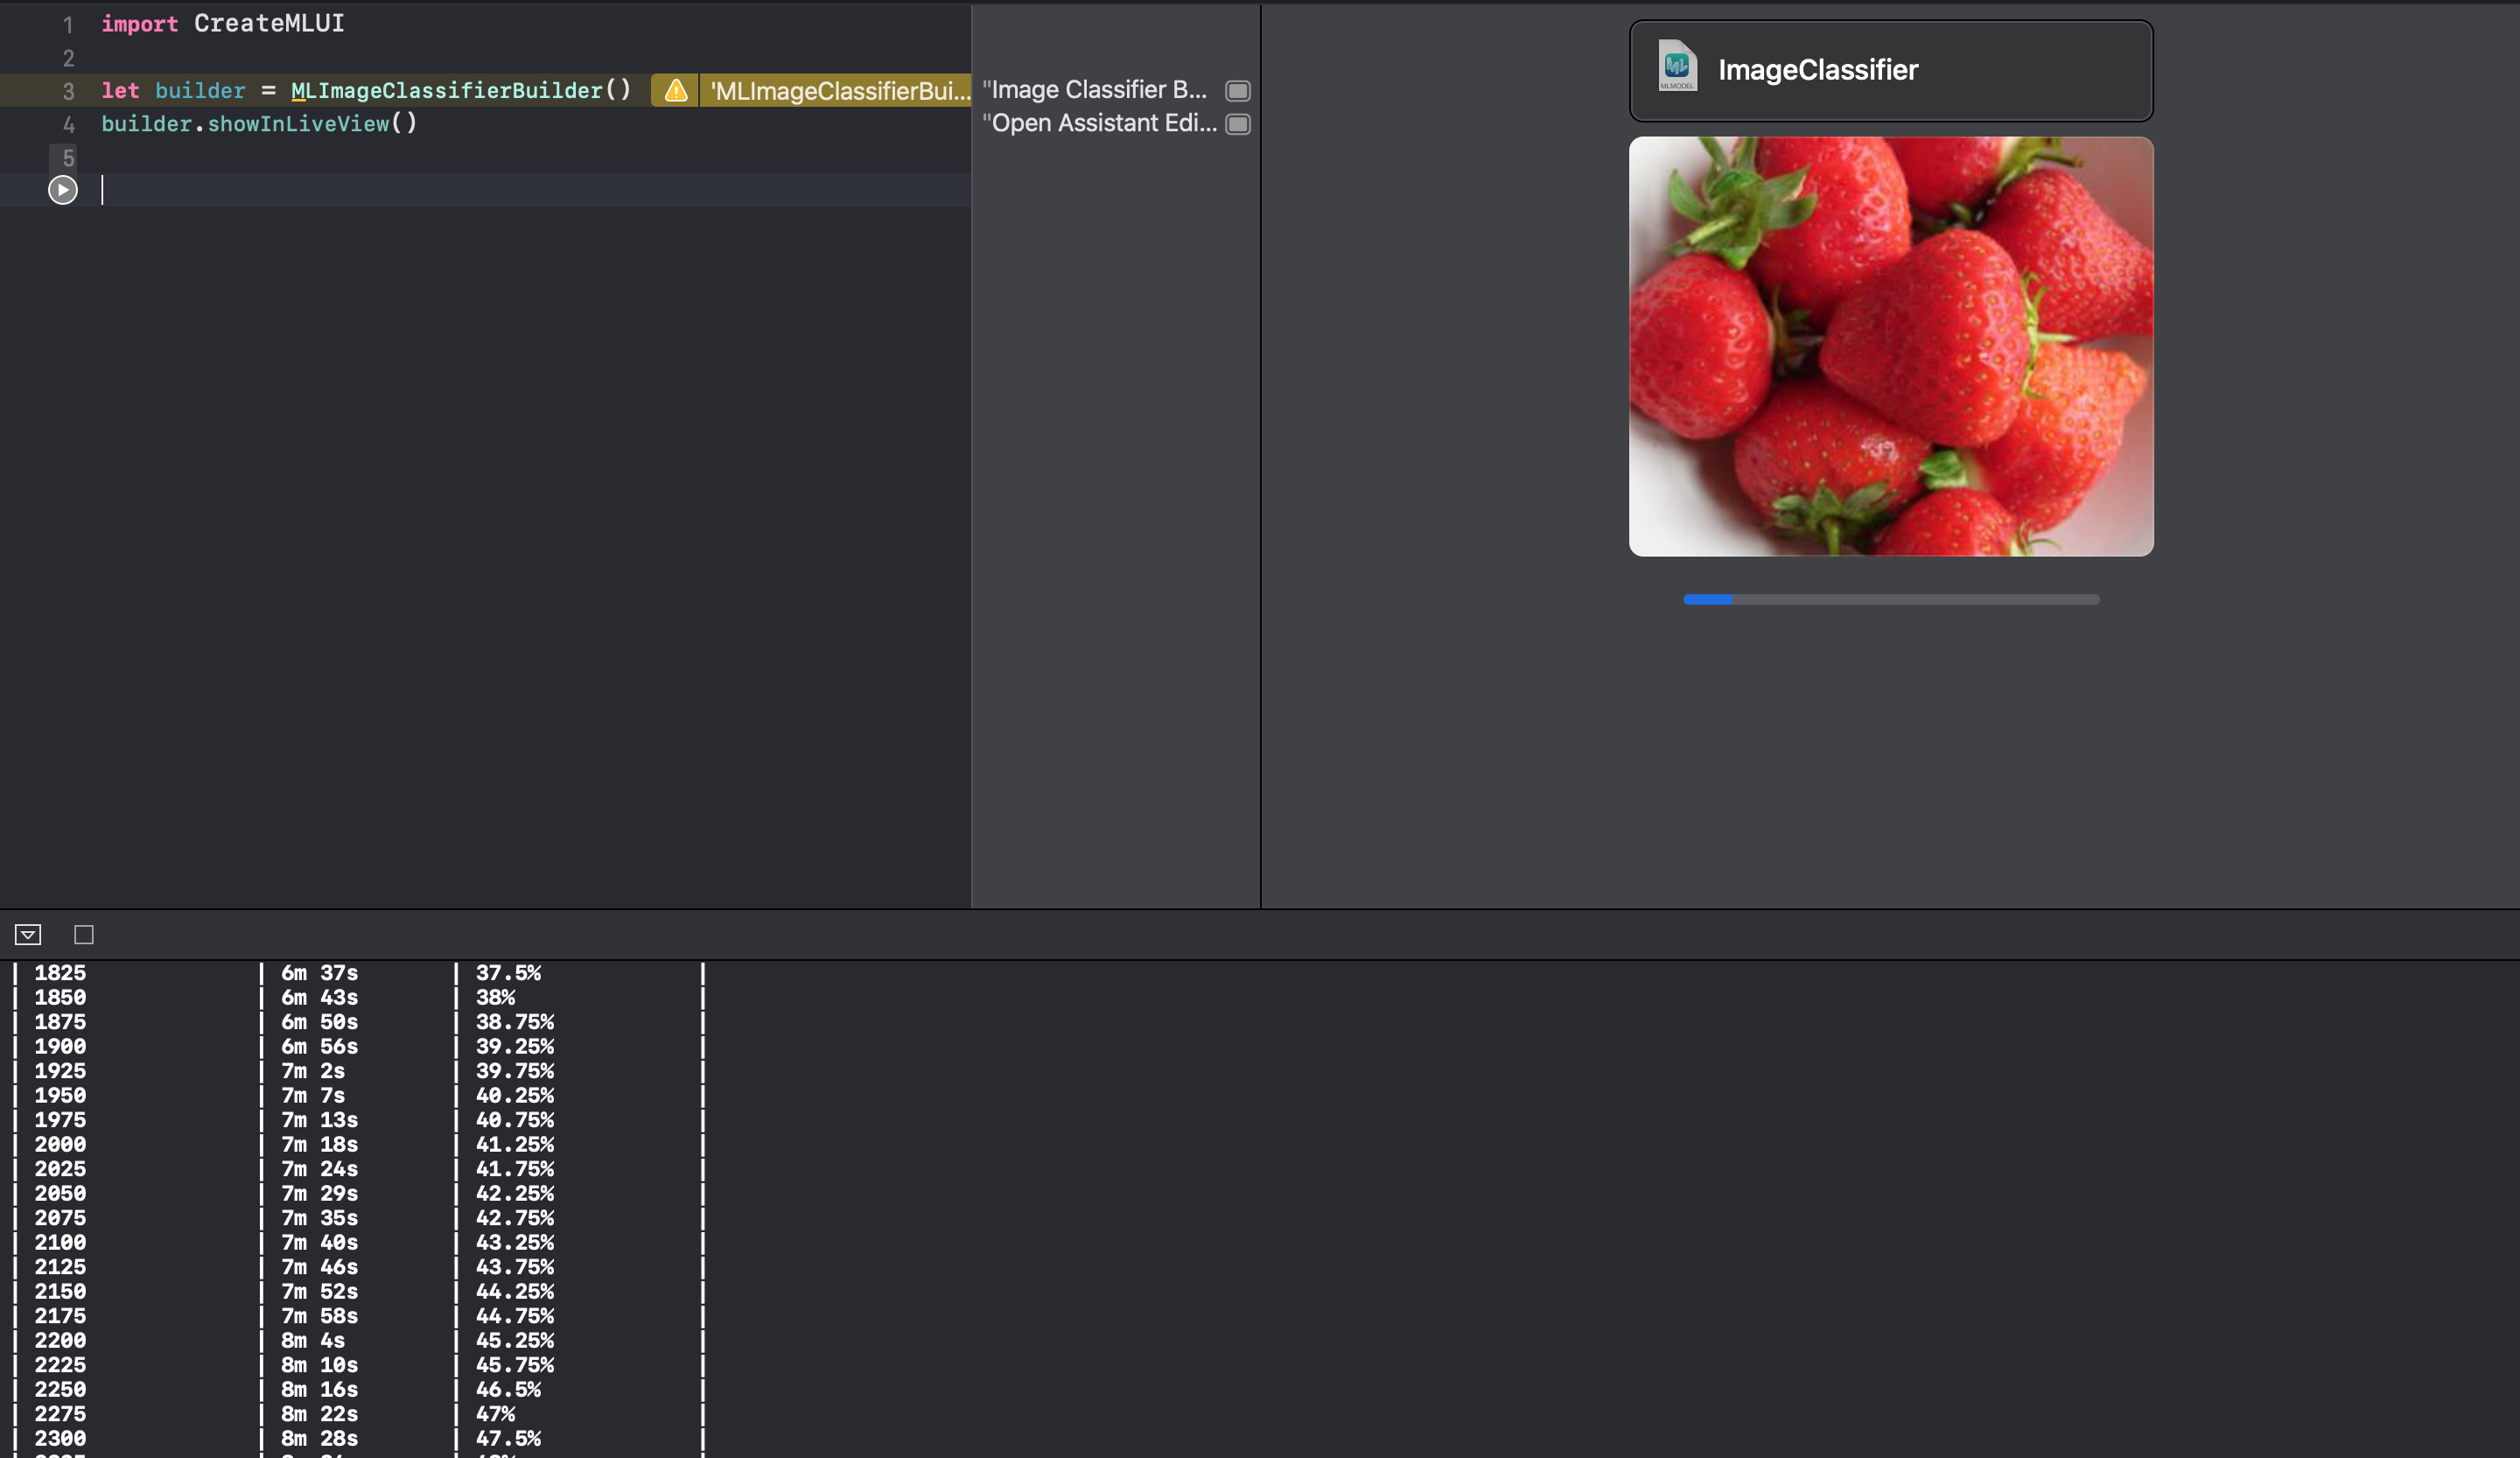 1 import CreateMLUI
2
3 let builder = MLImageClassifierBuilder() 'MLImageClassifierBui...
4 builder.showInLiveView()
5
"Image Classifier B...
"Open Assistant Edi...
MLMODEL
ImageClassifier
| 1825 | 6m 37s | 37.5% |
| 1850 | 6m 43s | 38% |
| 1875 | 6m 50s | 38.75% |
| 1900 | 6m 56s | 39.25% |
| 1925 | 7m 2s | 39.75% |
| 1950 | 7m 7s | 40.25% |
| 1975 | 7m 13s | 40.75% |
| 2000 | 7m 18s | 41.25% |
| 2025 | 7m 24s | 41.75% |
| 2050 | 7m 29s | 42.25% |
| 2075 | 7m 35s | 42.75% |
| 2100 | 7m 40s | 43.25% |
| 2125 | 7m 46s | 43.75% |
| 2150 | 7m 52s | 44.25% |
| 2175 | 7m 58s | 44.75% |
| 2200 | 8m 4s | 45.25% |
| 2225 | 8m 10s | 45.75% |
| 2250 | 8m 16s | 46.5% |
| 2275 | 8m 22s | 47% |
| 2300 | 8m 28s | 47.5% |